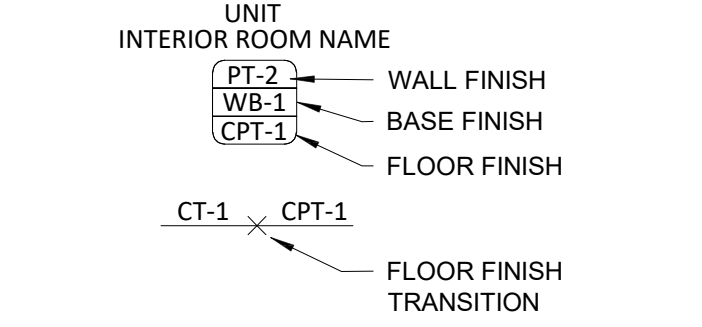 UNIT
INTERIOR ROOM NAME
PT-2
WALL FINISH
WB-1
BASE FINISH
CPT-1
FLOOR FINISH
CT-1 CPT-1
FLOOR FINISH
TRANSITION